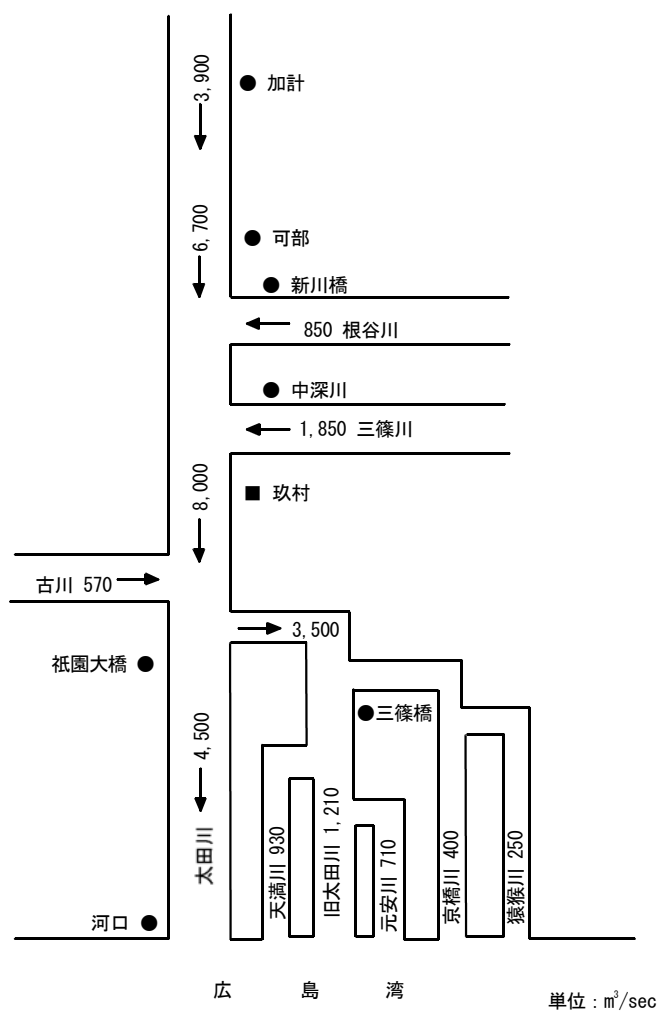 3,900
加計
6,700
可部
新川橋
850 根谷川
中深川
1,850 三篠川
8,000
玖村
古川 570
3,500
祇園大橋
三篠橋
4,500
太田川
天満川 930
旧太田川 1,210
元安川 710
京橋川 400
猿猴川 250
河口
広島湾
単位：m³/sec